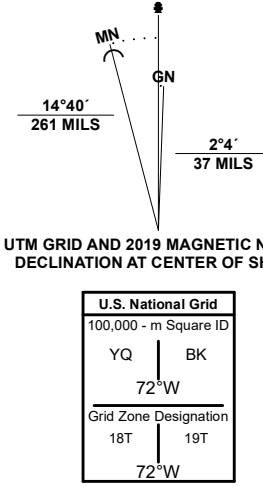 MN
GN
14°40´
261 MILS
2°4´
37 MILS
UTM GRID AND 2019 MAGNETIC N
DECLINATION AT CENTER OF
U.S. National Grid
100,000 - m Square ID
YQ BK
72°W
Grid Zone Designation
18T 19T
72°W